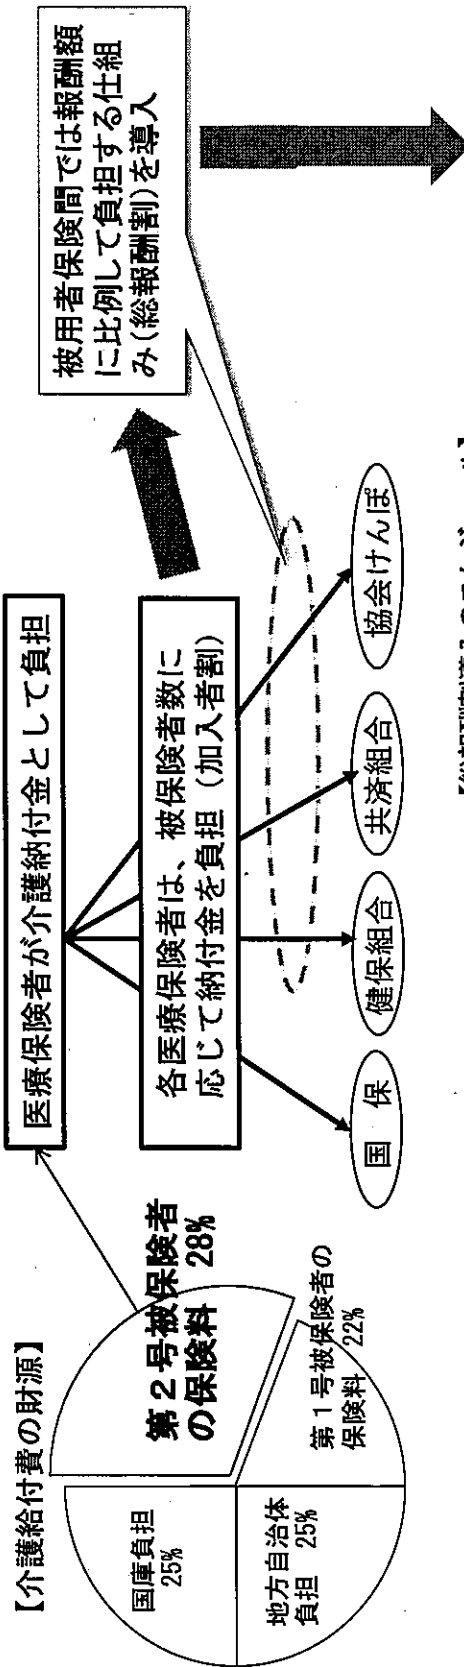 【介護給付費の財源】
国庫負担
25%
地方自治体
負担 25%
第1号被保険者の
保険料 22%
第２号被保険者
の保険料 28%
医療保険者が介護納付金として負担
各医療保険者は、被保険者数に
応じて納付金を負担（加入者割）
国 保
健保組合
共済組合
協会けんぽ
被用者保険間では報酬額
に比例して負担する仕組
み（総報酬割）を導入